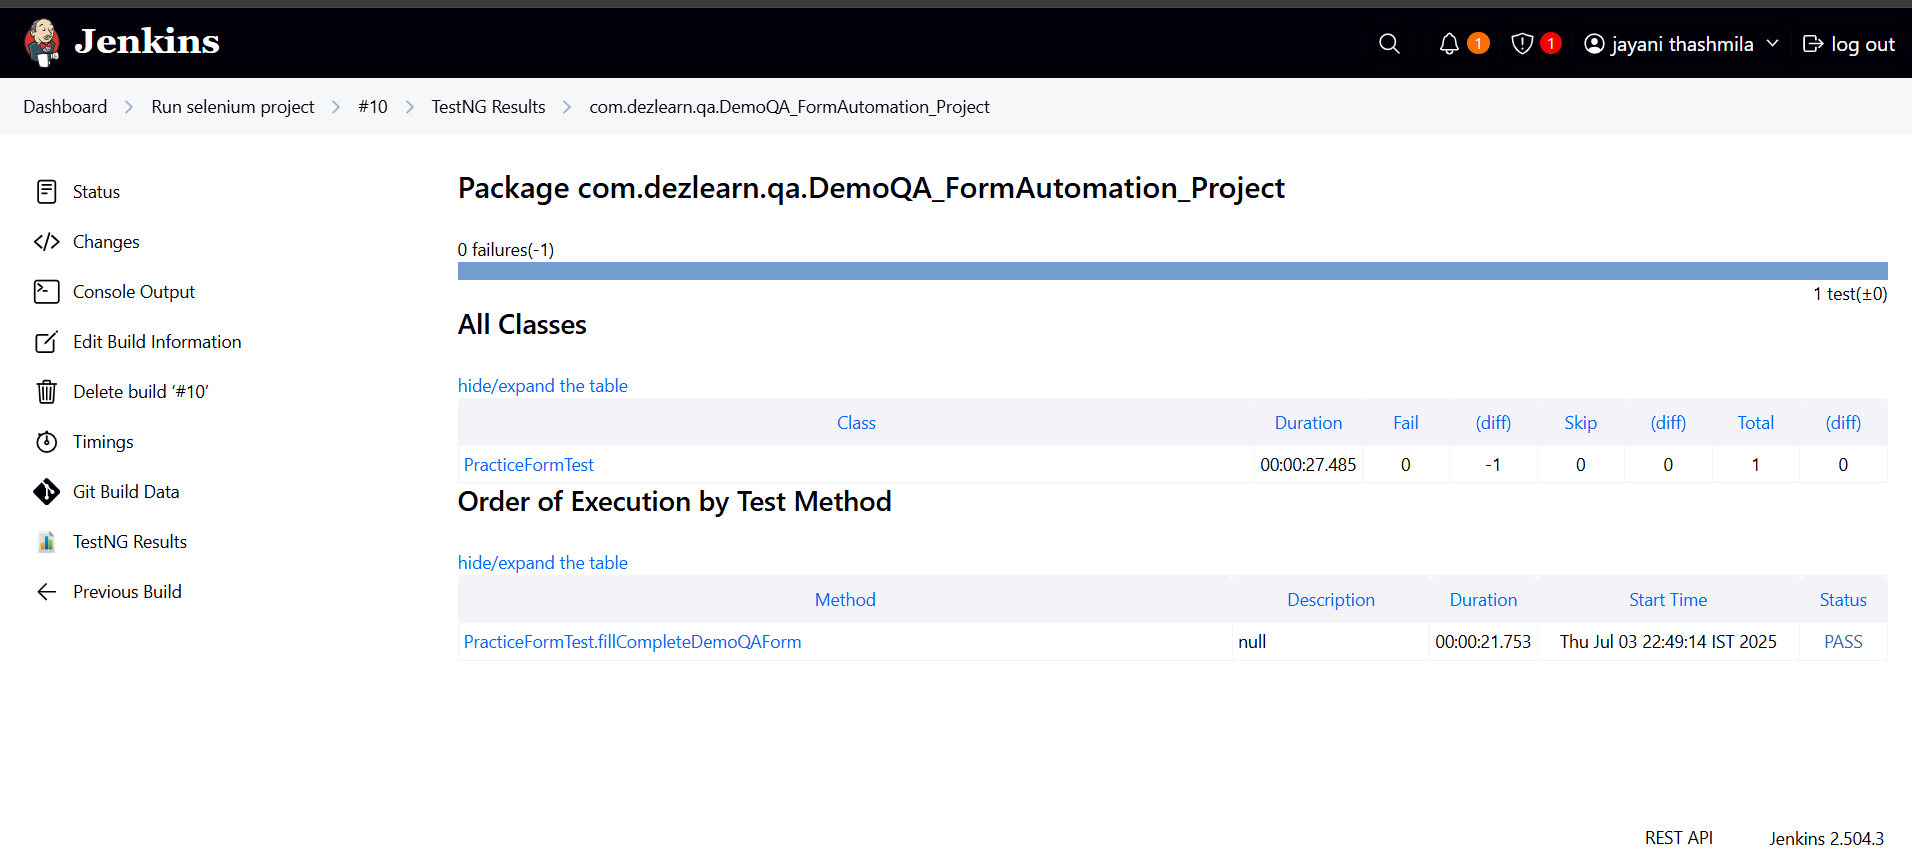 Jenkins
1
1
jayani thashmila
log out
Dashboard
Run selenium project
#10
TestNG Results
com.dezlearn.qa.DemoQA_FormAutomation_Project
Status
Changes
Console Output
Edit Build Information
Delete build ‘#10’
Timings
Git Build Data
TestNG Results
Previous Build
Package com.dezlearn.qa.DemoQA_FormAutomation_Project
0 failures(-1)
1 test(±0)
All Classes
hide/expand the table
Class Duration Fail (diff) Skip (diff) Total (diff)
PracticeFormTest 00:00:27.485 0 -1 0 0 1 0
Order of Execution by Test Method
hide/expand the table
Method Description Duration Start Time Status
PracticeFormTest.fillCompleteDemoQAForm null 00:00:21.753 Thu Jul 03 22:49:14 IST 2025 PASS
REST API
Jenkins 2.504.3